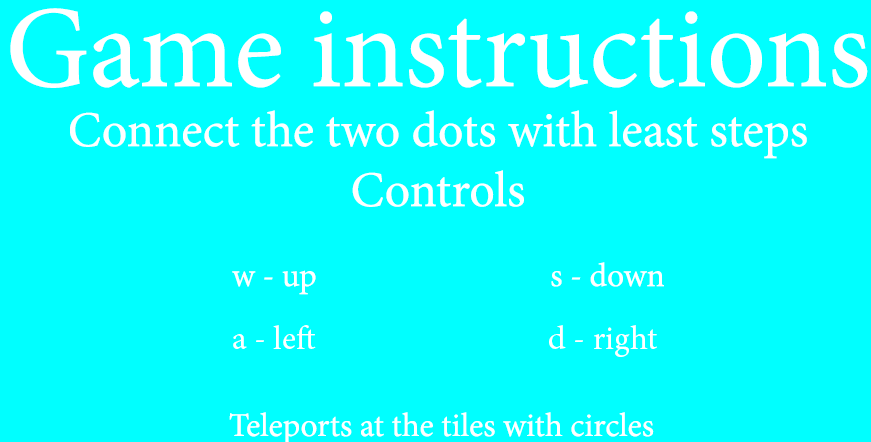 Game instructions
Connect the two dots with least steps
Controls
w - up s - down
a - left d - right
Teleports at the tiles with circles